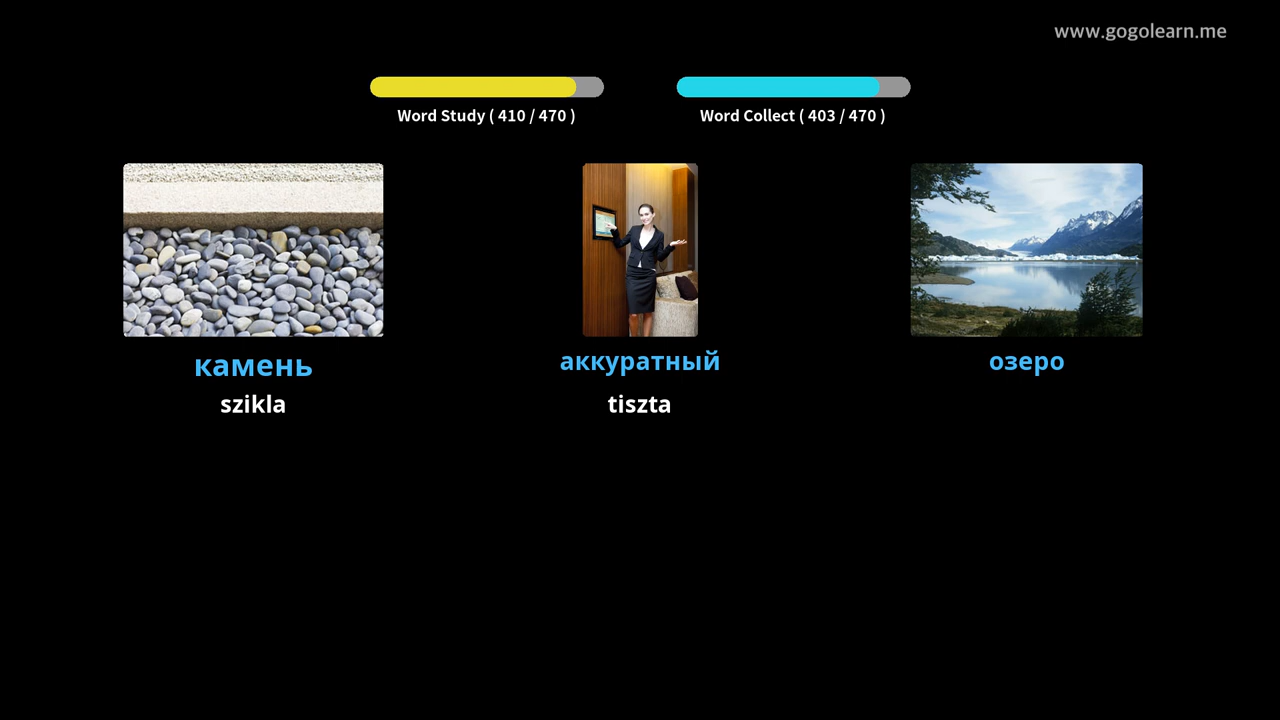 www.gogolearn.me
Word Study ( 410 / 470 )
Word Collect ( 403 / 470 )
камень
аккуратный
озеро
szikla
tiszta